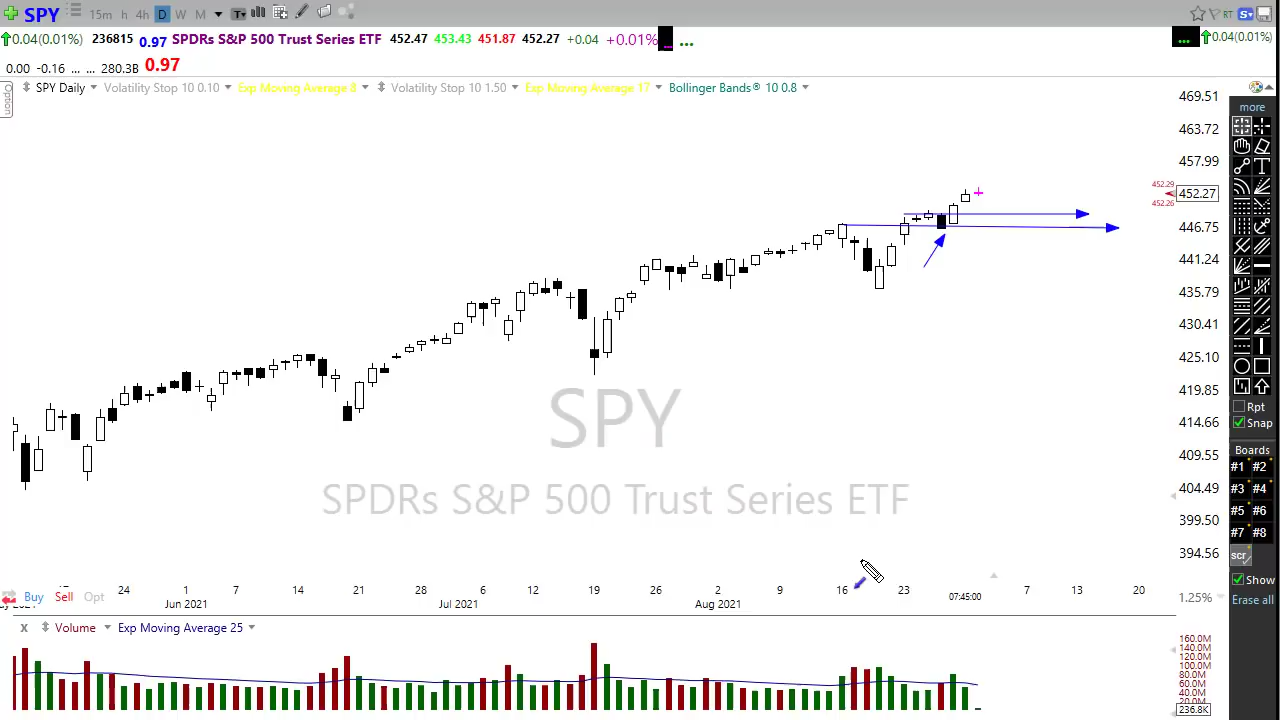 SPY 15m h 4h D W M T RT S
0.04(0.01%) 236815 0.97 SPDRs S&P 500 Trust Series ETF 452.47 453.43 451.87 452.27 +0.04 +0.01% ... ... 0.04(0.01%)
0.00 -0.16 ... ... 280.3B 0.97
Option SPY Daily Volatility Stop 10 0.10 Exp Moving Average 8 Volatility Stop 10 1.50 Exp Moving Average 17 Bollinger Bands® 10 0.8
469.51
more
463.72
457.99
452.29
452.27
452.26
446.75
441.24
435.79
430.41
425.10
419.85
414.66
409.55
404.49
399.50
394.56
Rpt
Snap
Boards
#1 #2
#3 #4
#5 #6
#7 #8
scr
Show
Erase all
SPY
SPDRs S&P 500 Trust Series ETF
24 1 7 14 21 28 6 12 19 26 2 9 16 23 07:45:00 7 13 20
Jun 2021 Jul 2021 Aug 2021
Buy Sell Opt 1.25%
x Volume Exp Moving Average 25
160.0M
140.0M
120.0M
100.0M
80.0M
60.0M
40.0M
20.0M
236.8K